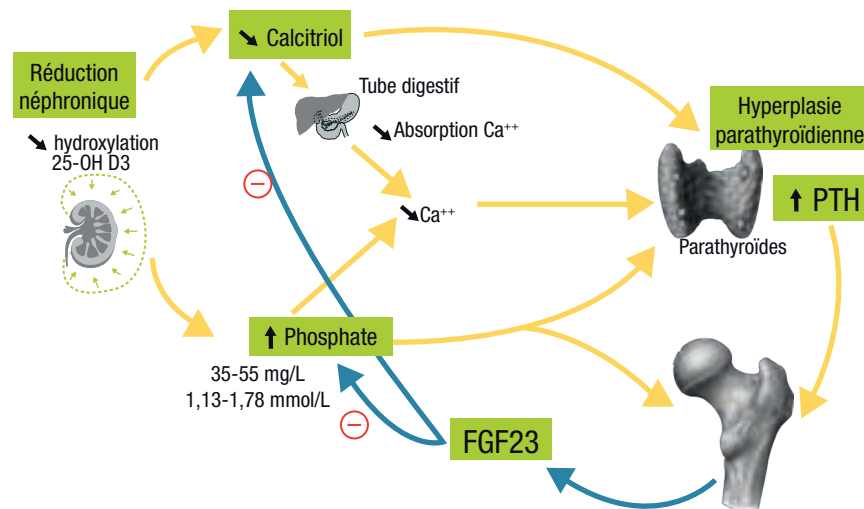 ↘ Calcitriol
Réduction
néphronique
↘ hydroxylation
25-OH D3
Tube digestif
↘ Absorption Ca⁺⁺
Hyperplasie
parathyroïdienne
−
↘Ca⁺⁺
↑ PTH
Parathyroïdes
↑ Phosphate
35-55 mg/L
1,13-1,78 mmol/L
−
FGF23